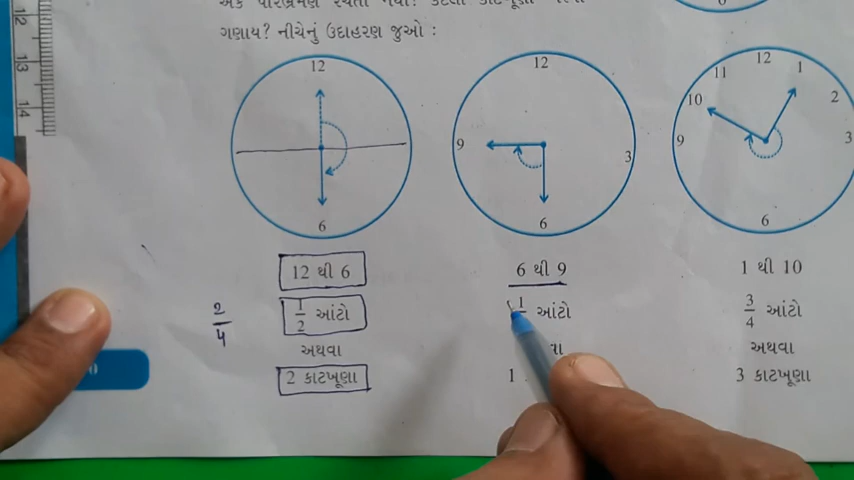 ગણાય? નીચેનું ઉદાહરણ જુઓ :
12
13
14
12
6
12
9
3
6
12
1
11
10
2
9
3
6
12 થી 6
6 થી 9
1 થી 10
2/4
1/2 આંટો
1 આંટો
3/4 આંટો
અથવા
અથવા
2 કાટખૂણા
1
3 કાટખૂણા